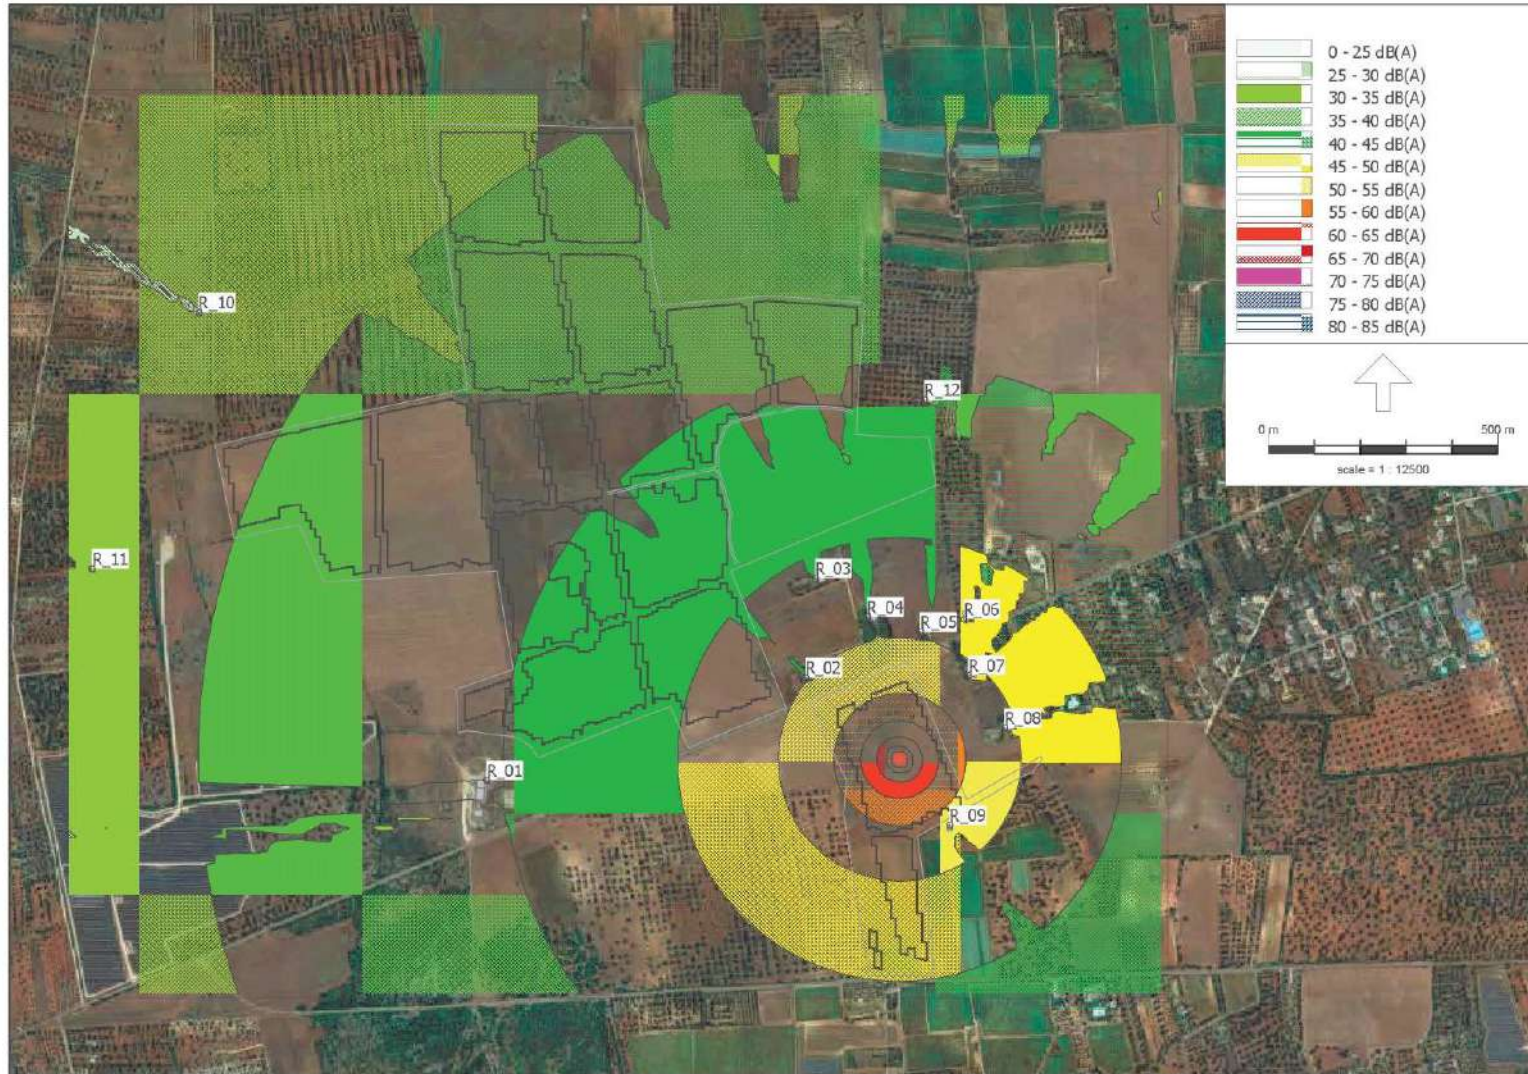 0 - 25 dB(A)
25 - 30 dB(A)
30 - 35 dB(A)
35 - 40 dB(A)
40 - 45 dB(A)
45 - 50 dB(A)
50 - 55 dB(A)
55 - 60 dB(A)
60 - 65 dB(A)
65 - 70 dB(A)
70 - 75 dB(A)
75 - 80 dB(A)
80 - 85 dB(A)
0 m 500 m
scale = 1 : 12500
R_10
R_12
R_11
R_03
R_04
R_06
R_05
R_02
R_07
R_08
R_01
R_09